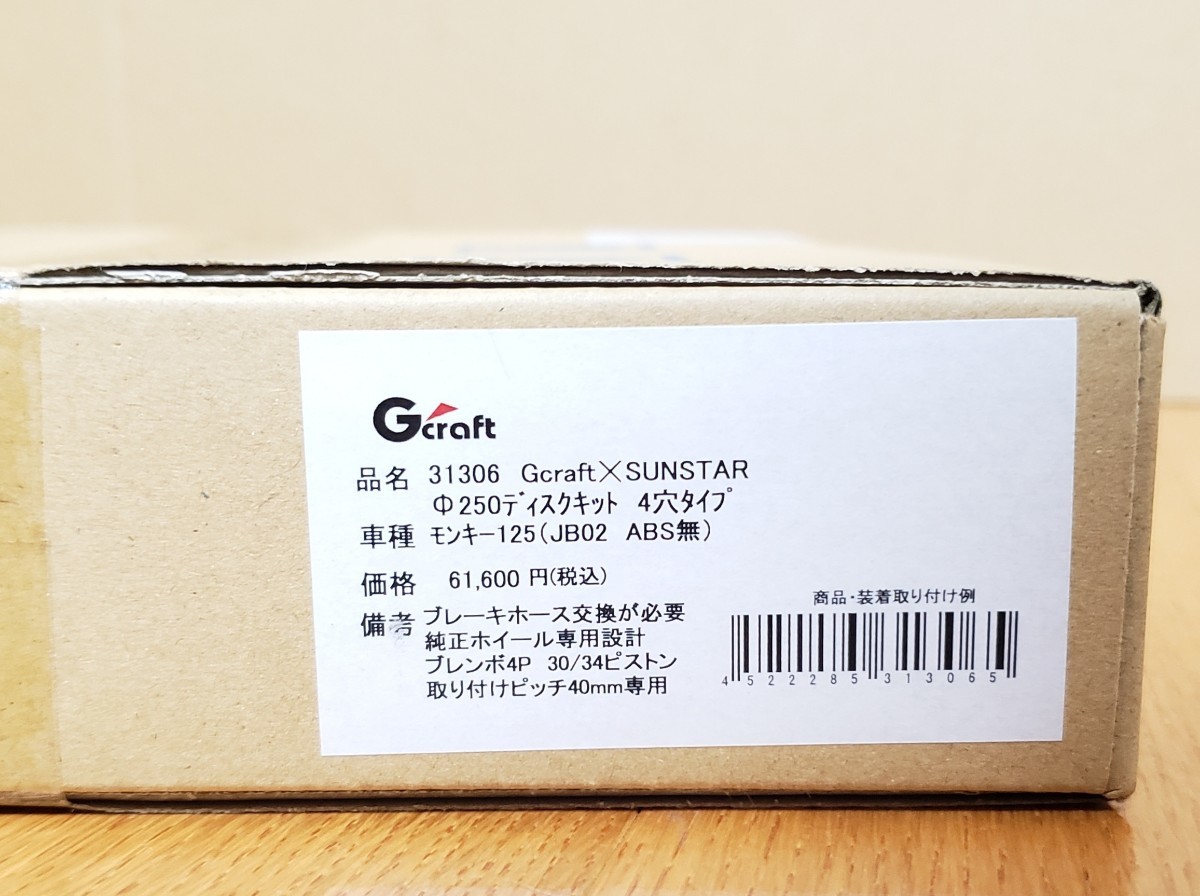 Gcraft
品名 31306 Gcraft×SUNSTAR
Φ250ディスクキット 4穴タイプ
車種 モンキー125(JB02 ABS無)
価格 61,600 円(税込)
備考 ブレーキホース交換が必要
純正ホイール専用設計
ブレンボ4P 30/34ピストン
取り付けピッチ40mm専用
商品・装着取り付け例
4522285313065